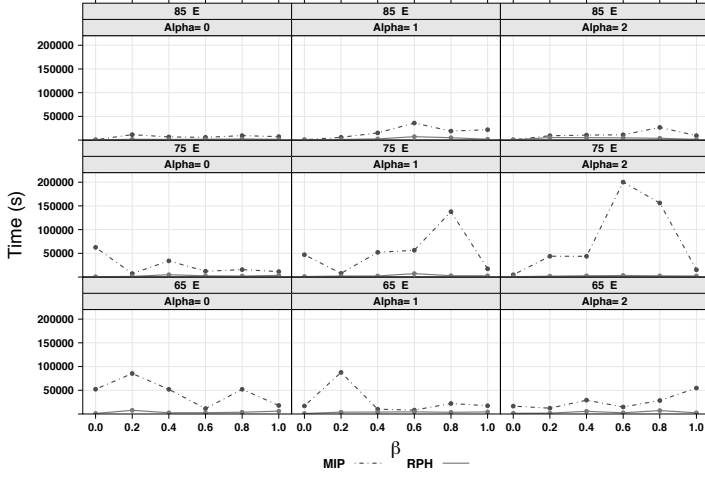 85 E 85 E 85 E
Alpha= 0 Alpha= 1 Alpha= 2
200000
150000
100000
50000
75 E 75 E 75 E
Alpha= 0 Alpha= 1 Alpha= 2
200000
150000
100000
50000
65 E 65 E 65 E
Alpha= 0 Alpha= 1 Alpha= 2
200000
150000
100000
50000
Time (s)
0.0 0.2 0.4 0.6 0.8 1.0 0.0 0.2 0.4 0.6 0.8 1.0 0.0 0.2 0.4 0.6 0.8 1.0
β
MIP RPH